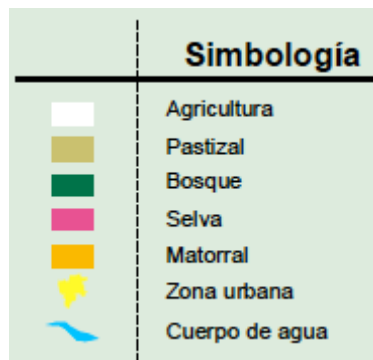 Simbología
Agricultura
Pastizal
Bosque
Selva
Matorral
Zona urbana
Cuerpo de agua